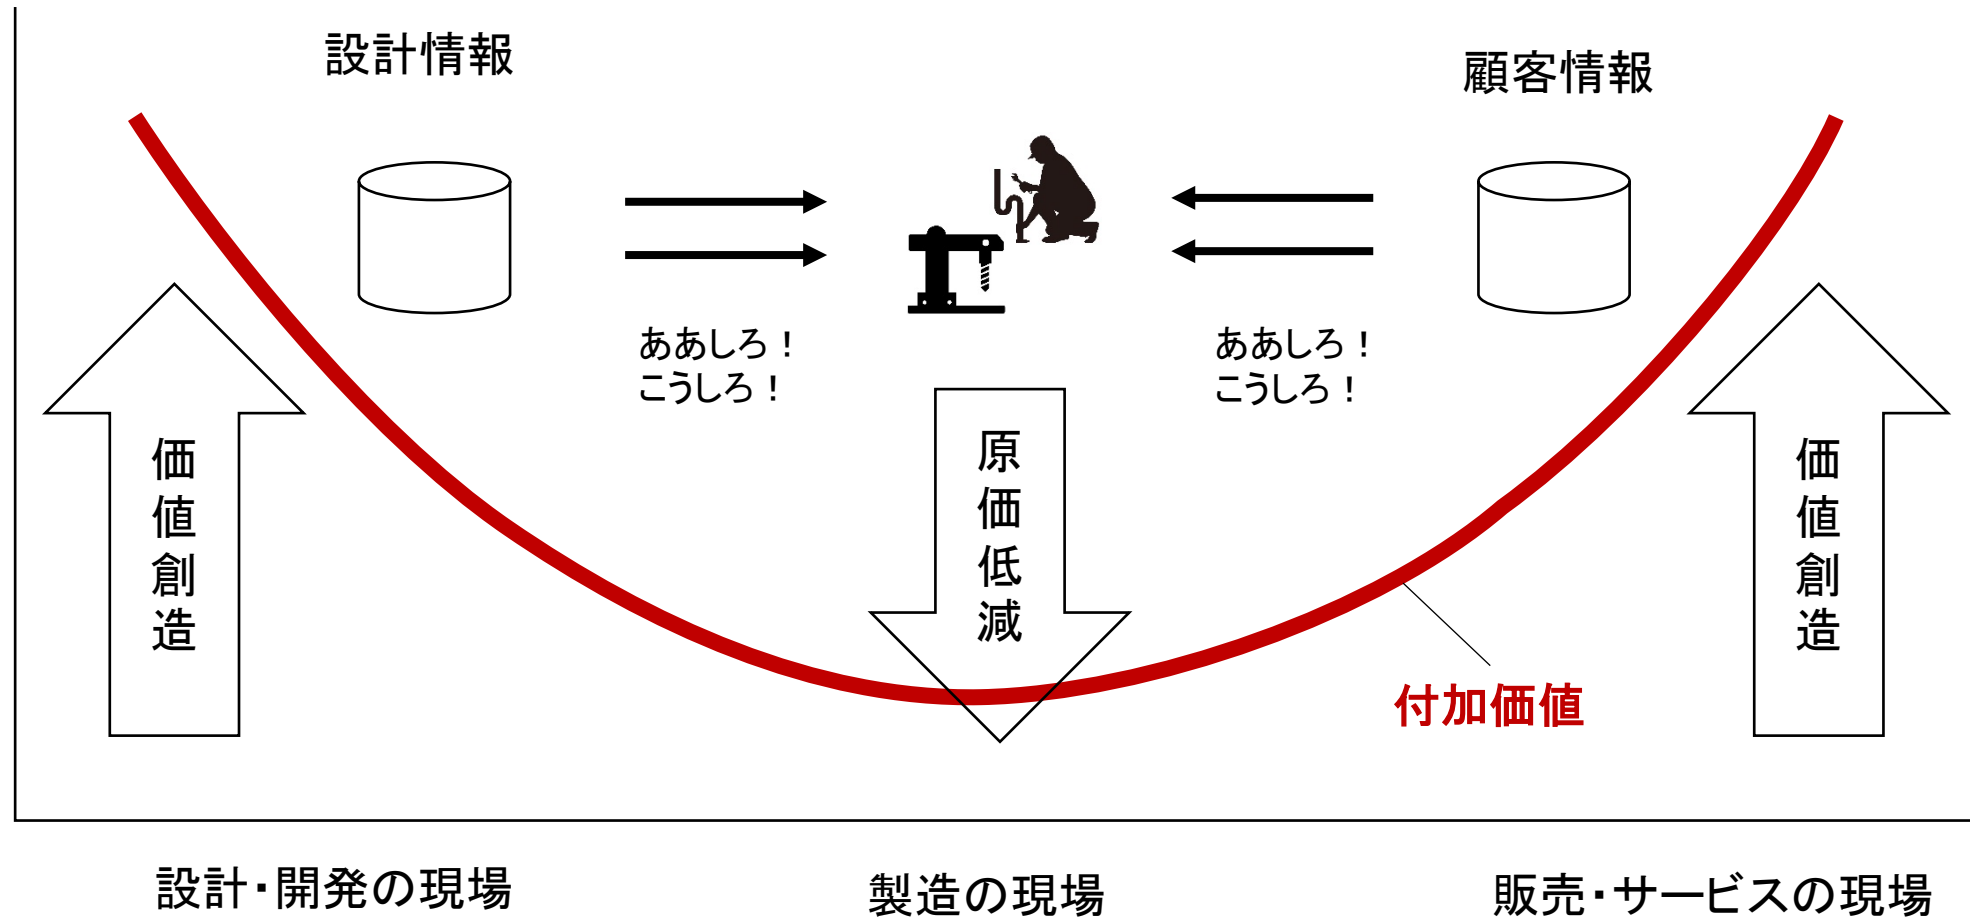 設計情報
顧客情報
ああしろ！
こうしろ！
ああしろ！
こうしろ！
価値創造
原価低減
価値創造
付加価値
設計・開発の現場
製造の現場
販売・サービスの現場